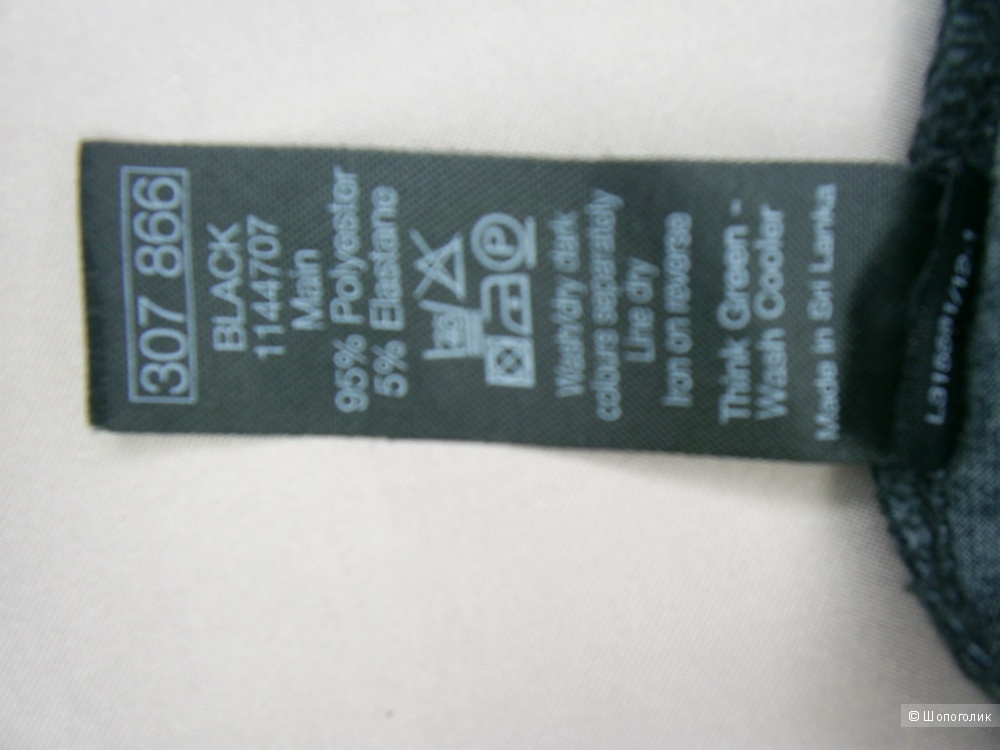 307 866
BLACK
1144707
Main
95% Polyester
5% Elastane
40
P
Wash/dry dark
colours separately
Line dry
Iron on reverse
Think Green -
Wash Cooler
Made in Sri Lanka
© Шопоголик